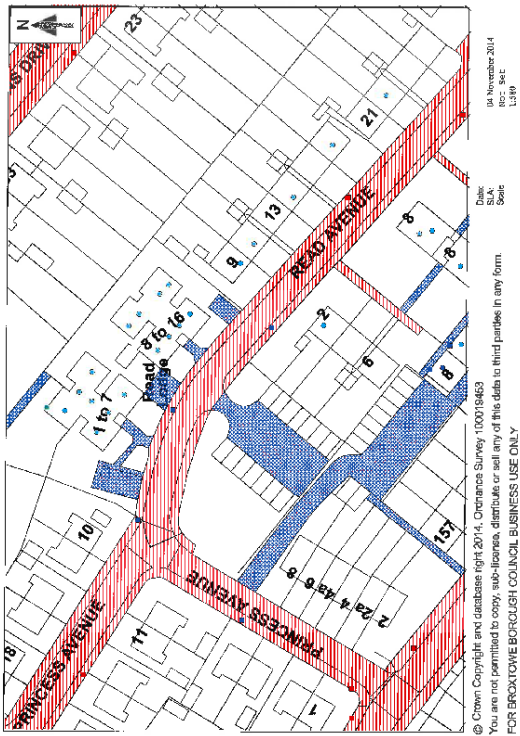 N
23
21
13
9
READ AVENUE
8 to 16
Read
Lodge
1 to 7
2
6
8
8
8
10
18
PRINCESS AVENUE
11
PRINCESS AVENUE
2 2a 4 4a 6 8
157
1
Date: 04 November 2014
SLA:
Scale 1:580
© Crown Copyright and database right 2014. Ordnance Survey 100019453
You are not permitted to copy, sub-license, distribute or sell any of this data to third parties in any form.
FOR BROXTOWE BOROUGH COUNCIL BUSINESS USE ONLY